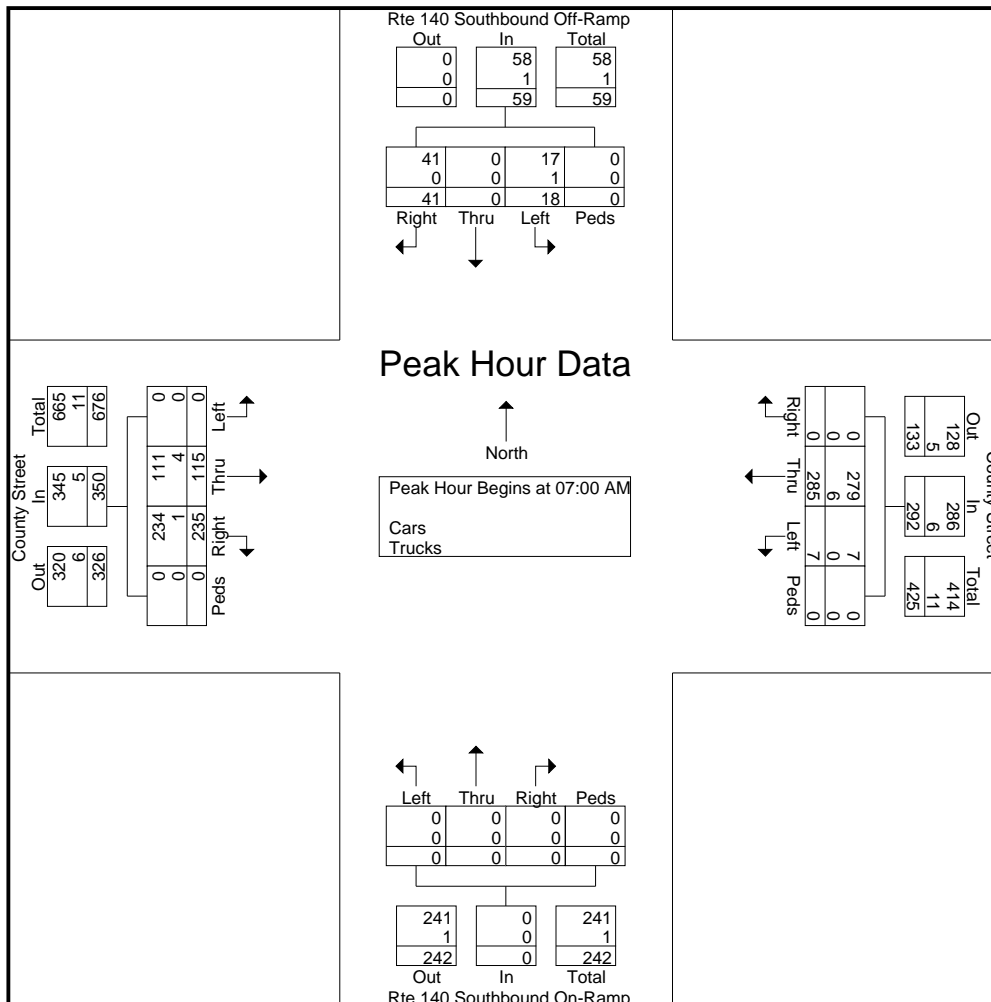 Rte 140 Southbound Off-Ramp
Out In Total
0 58 58
0 1 1
0 59 59
41 0 17 0
0 0 1 0
41 0 18 0
Right Thru Left Peds
Peak Hour Data
North
Peak Hour Begins at 07:00 AM
Cars
Trucks
County Street
Out In Total
320 345 665
6 5 11
326 350 676
0 234 111 0
0 1 4 0
0 235 115 0
Peds Right Thru Left
County Street
Out In Total
128 286 414
5 6 11
133 292 425
0 279 7 0
0 6 0 0
0 285 7 0
Right Thru Left Peds
Left Thru Right Peds
0 0 0 0
0 0 0 0
0 0 0 0
241 0 241
1 0 1
242 0 242
Out In Total
Rte 140 Southbound On-Ramp